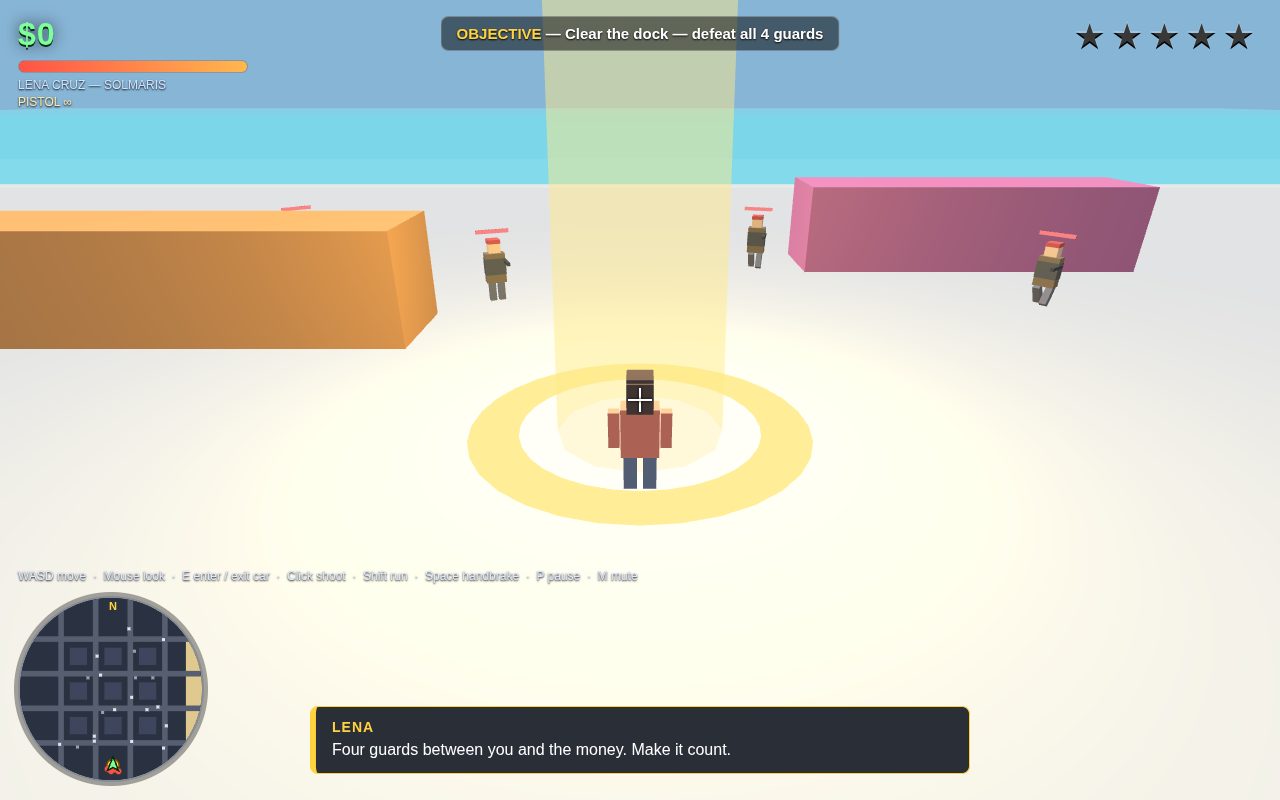 $0
OBJECTIVE — Clear the dock — defeat all 4 guards
★ ★ ★ ★ ★
LENA CRUZ — SOLMARIS
PISTOL ∞
WASD move · Mouse look · E enter / exit car · Click shoot · Shift run · Space handbrake · P pause · M mute
N
LENA
Four guards between you and the money. Make it count.